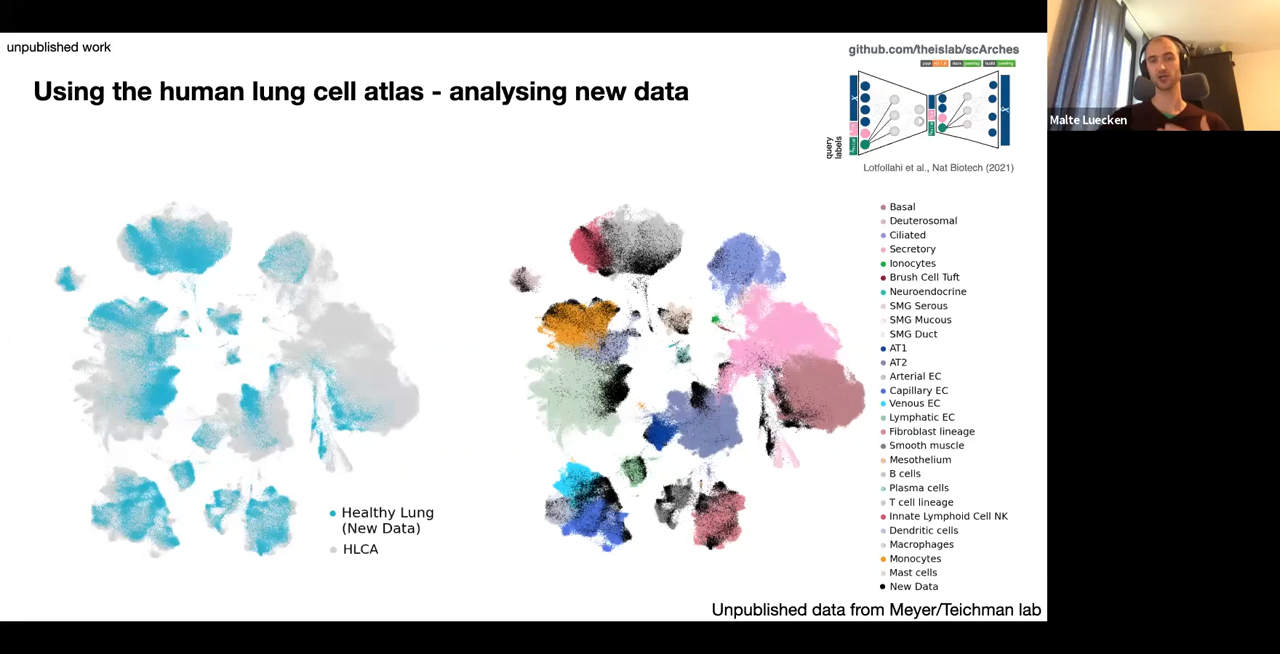 unpublished work
github.com/theislab/scArches
Using the human lung cell atlas - analysing new data
query
labels
Lotfollahi et al., Nat Biotech (2021)
Malte Luecken
Healthy Lung
(New Data)
HLCA
Basal
Deuterosomal
Ciliated
Secretory
Ionocytes
Brush Cell Tuft
Neuroendocrine
SMG Serous
SMG Mucous
SMG Duct
AT1
AT2
Arterial EC
Capillary EC
Venous EC
Lymphatic EC
Fibroblast lineage
Smooth muscle
Mesothelium
B cells
Plasma cells
T cell lineage
Innate Lymphoid Cell NK
Dendritic cells
Macrophages
Monocytes
Mast cells
New Data
Unpublished data from Meyer/Teichman lab